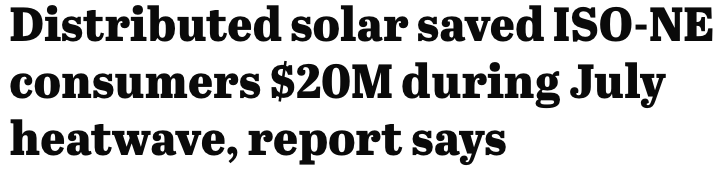 Distributed solar saved ISO-NE
consumers $20M during July
heatwave, report says